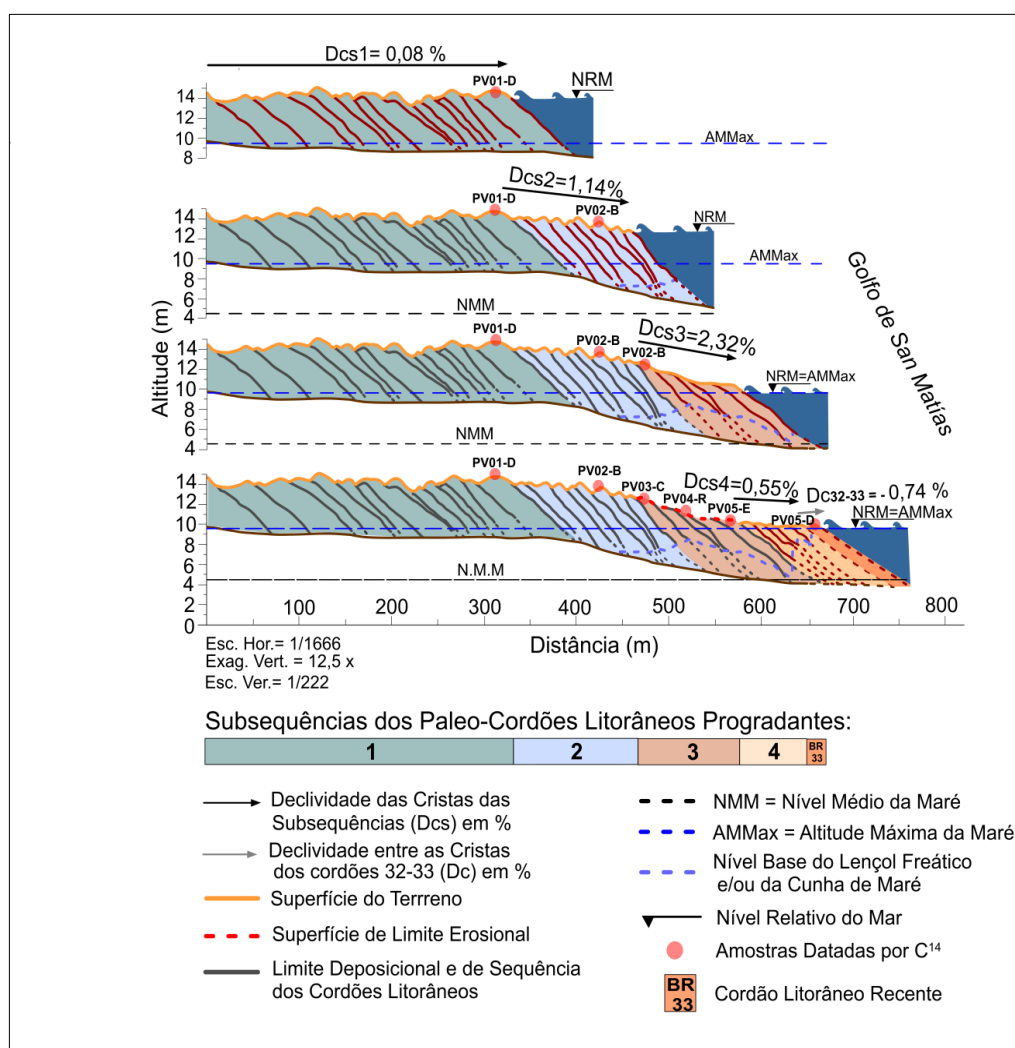 Dcs1= 0,08 %
PV01-D
NRM
14
12
10
8
AMMax
Dcs2=1,14%
PV01-D
PV02-B
NRM
14
12
10
8
6
4
AMMax
NMM
Golfo de San Matías
Altitude (m)
Dcs3=2,32%
PV01-D
PV02-B
PV02-B
NRM=AMMax
14
12
10
8
6
4
NMM
Dcs4=0,55%
Dc32-33 = - 0,74 %
PV01-D
PV02-B
PV03-C
PV04-R
PV05-E
PV05-D
NRM=AMMax
14
12
10
8
6
4
0
N.M.M
0 100 200 300 400 500 600 700 800
Distância (m)
Esc. Hor.= 1/1666
Exag. Vert. = 12,5 x
Esc. Ver.= 1/222
Subsequências dos Paleo-Cordões Litorâneos Progradantes:
1 2 3 4 BR 33
Declividade das Cristas das
Subsequências (Dcs) em %
Declividade entre as Cristas
dos cordões 32-33 (Dc) em %
Superfície do Terrreno
Superfície de Limite Erosional
Limite Deposicional e de Sequência
dos Cordões Litorâneos
NMM = Nível Médio da Maré
AMMax = Altitude Máxima da Maré
Nível Base do Lençol Freático
e/ou da Cunha de Maré
Nível Relativo do Mar
Amostras Datadas por C¹⁴
BR
33
Cordão Litorâneo Recente